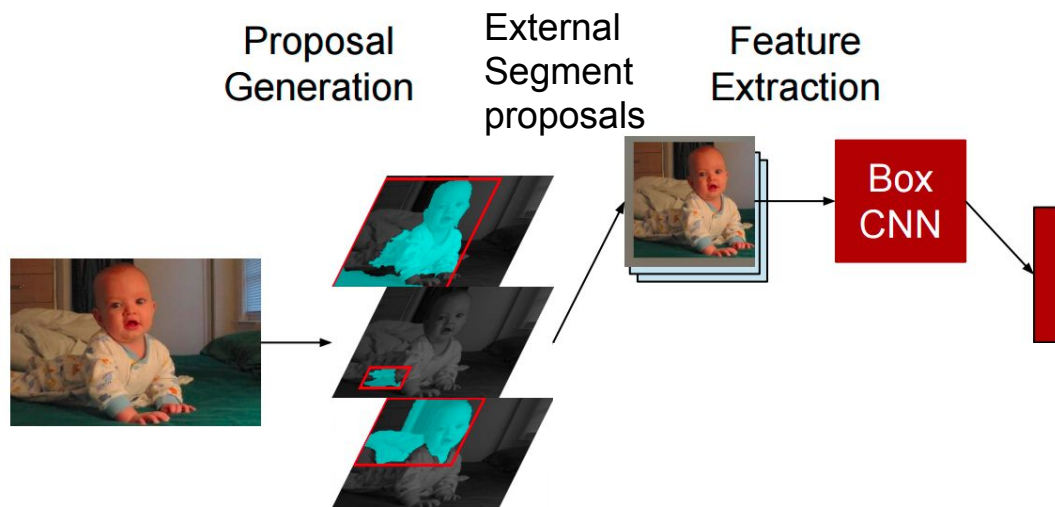 Proposal
Generation
External
Segment
proposals
Feature
Extraction
Box
CNN